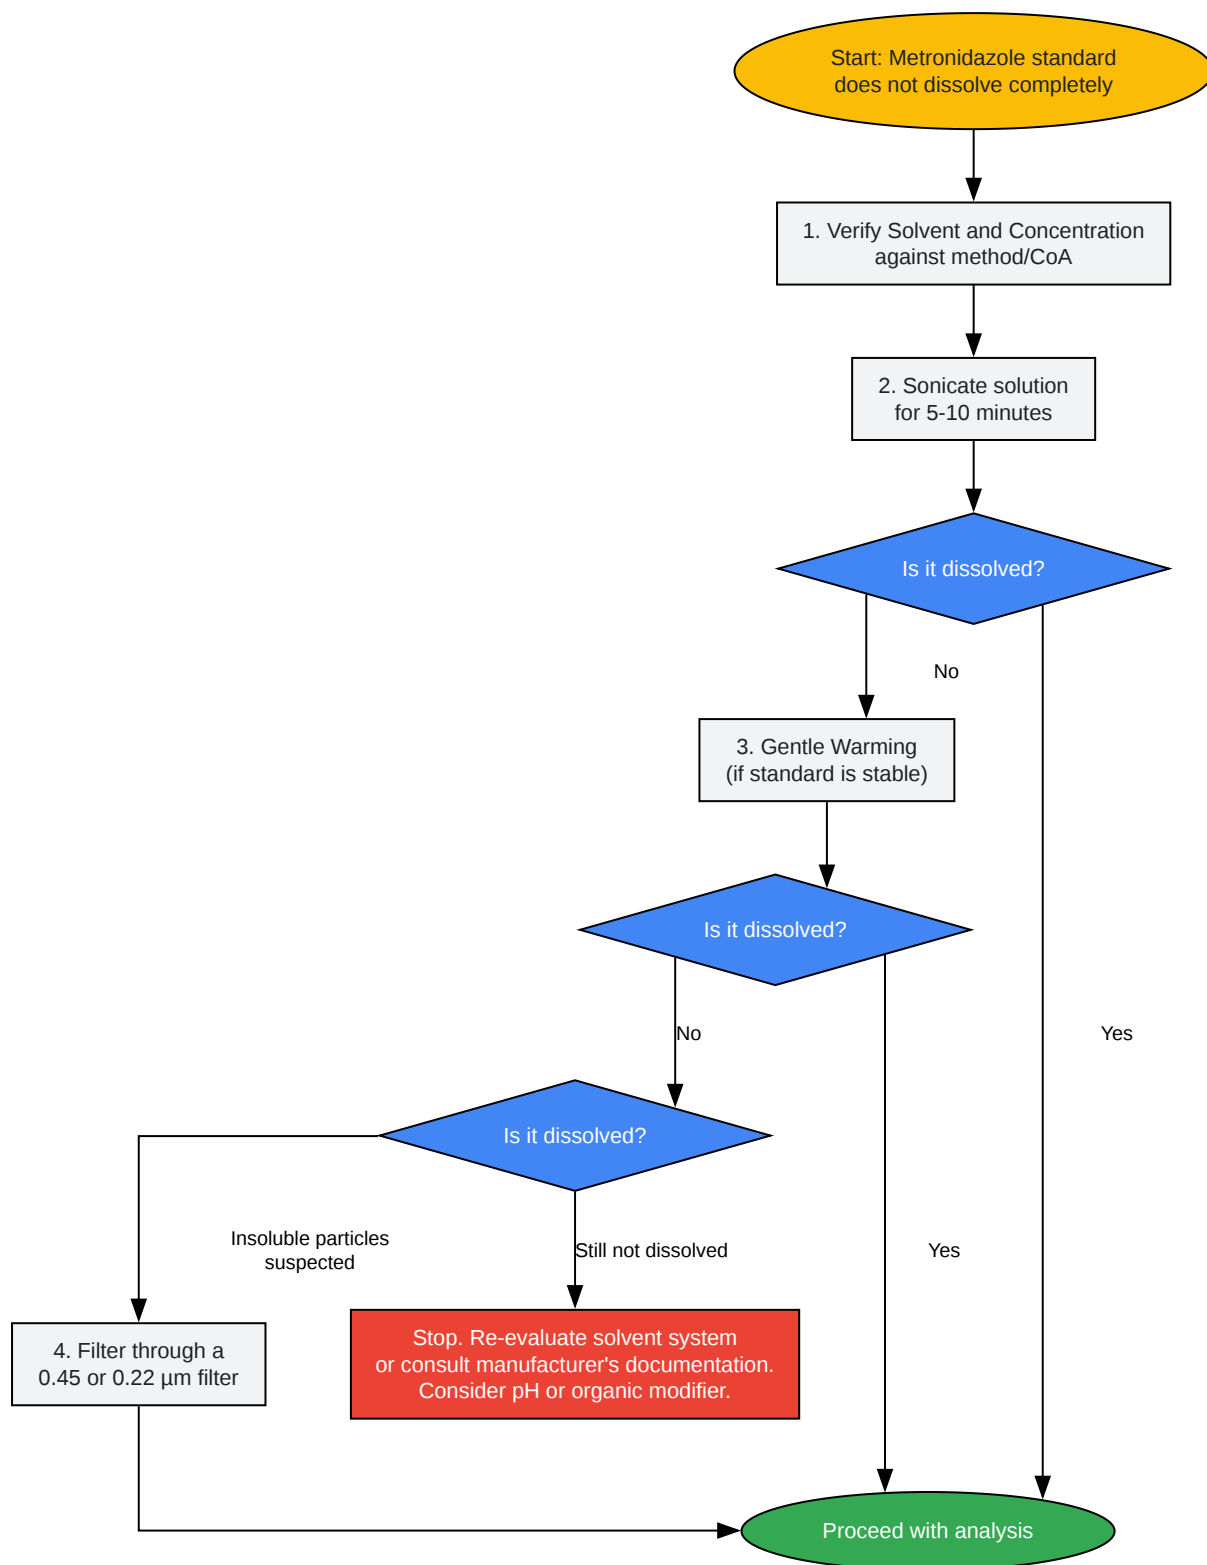 Start: Metronidazole standard
does not dissolve completely
1. Verify Solvent and Concentration
against method/CoA
2. Sonicate solution
for 5-10 minutes
Is it dissolved?
No
3. Gentle Warming
(if standard is stable)
Is it dissolved?
No
Yes
Is it dissolved?
Insoluble particles
suspected
Still not dissolved
Yes
4. Filter through a
0.45 or 0.22 µm filter
Stop. Re-evaluate solvent system
or consult manufacturer's documentation.
Consider pH or organic modifier.
Proceed with analysis